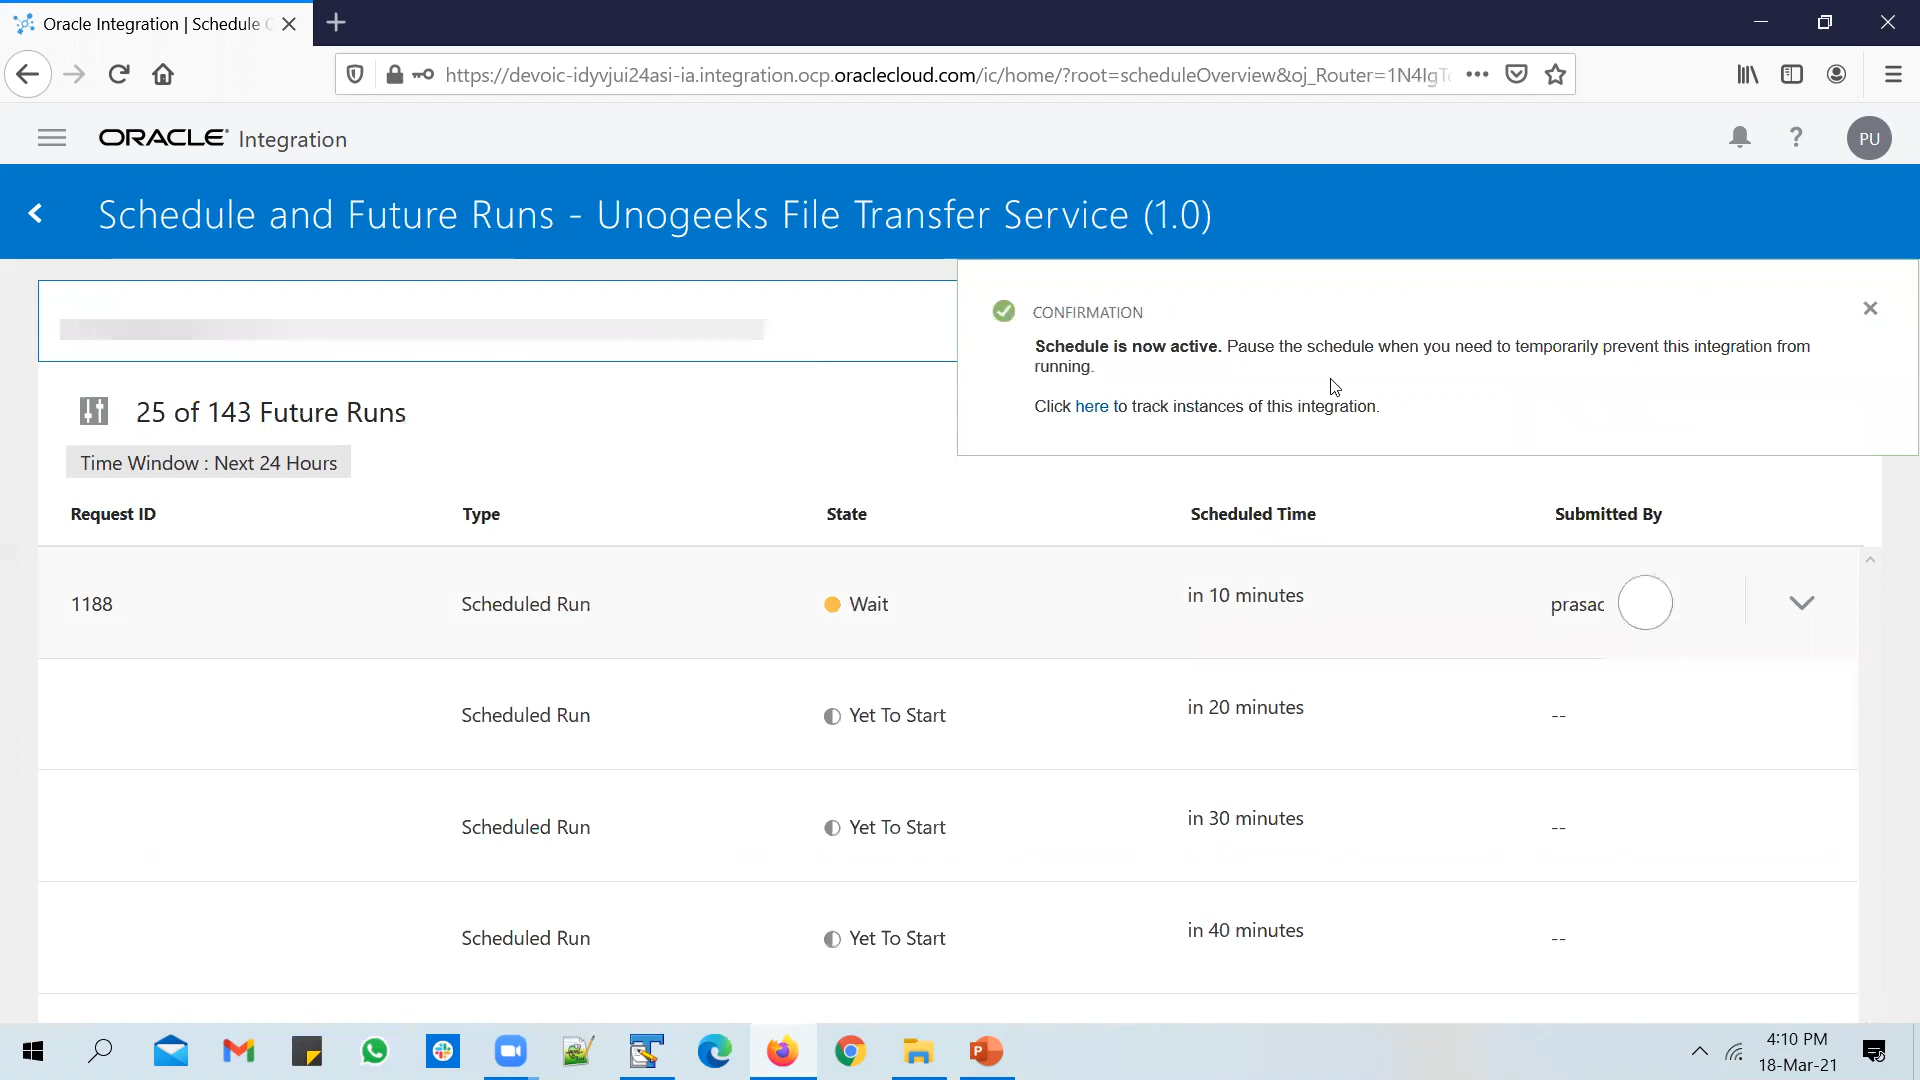 Oracle Integration | Schedule
https://devoic-idyvjui24asi-ia.integration.ocp.oraclecloud.com/ic/home/?root=scheduleOverview&oj_Router=1N4IgT
ORACLE Integration
PU
Schedule and Future Runs - Unogeeks File Transfer Service (1.0)
CONFIRMATION
Schedule is now active. Pause the schedule when you need to temporarily prevent this integration from
running.
Click here to track instances of this integration.
25 of 143 Future Runs
Time Window : Next 24 Hours
Request ID Type State Scheduled Time Submitted By
1188 Scheduled Run Wait in 10 minutes prasad
Scheduled Run Yet To Start in 20 minutes --
Scheduled Run Yet To Start in 30 minutes --
Scheduled Run Yet To Start in 40 minutes --
4:10 PM
18-Mar-21